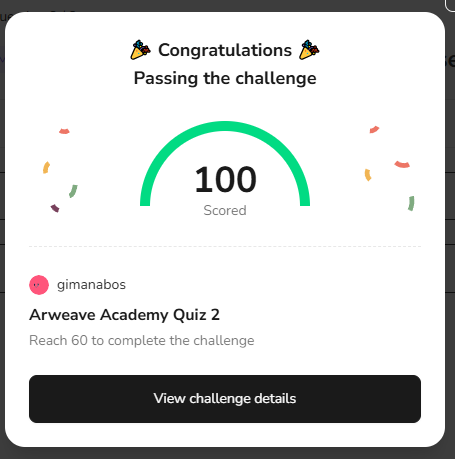 🎉 Congratulations 🎉
Passing the challenge
100
Scored
gimanabos
Arweave Academy Quiz 2
Reach 60 to complete the challenge
View challenge details